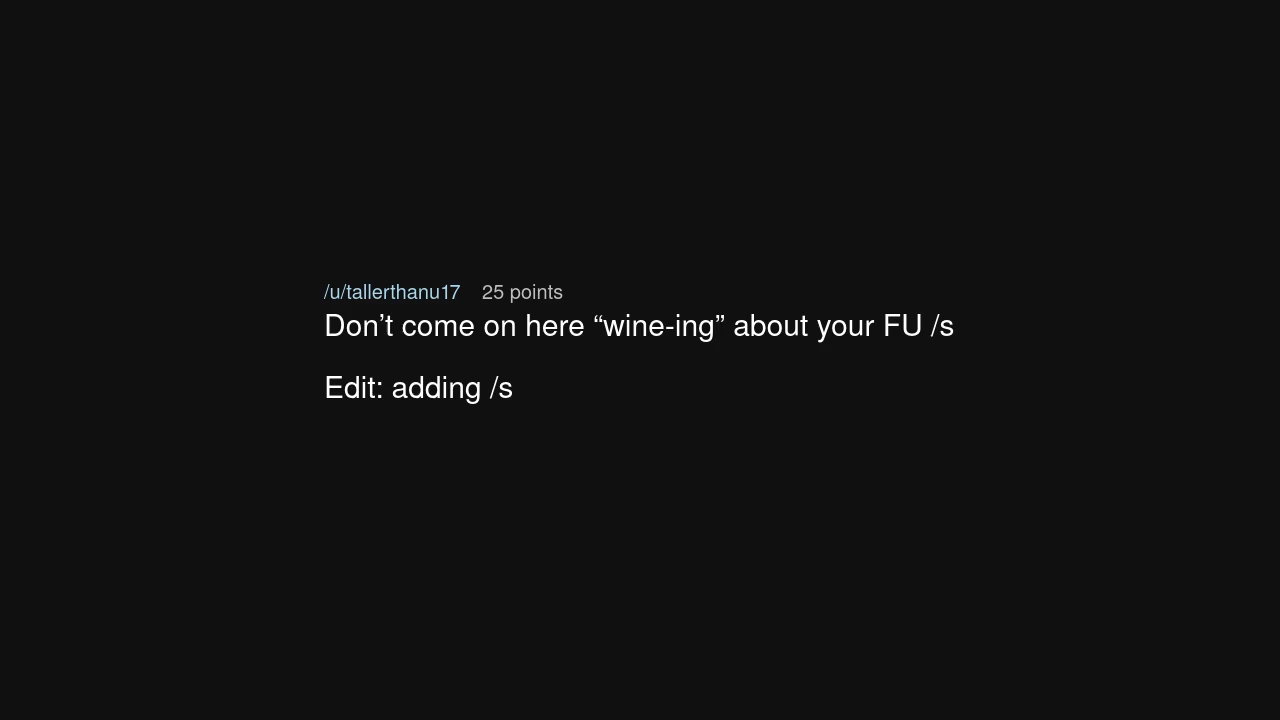 /u/tallerthanu17 25 points
Don’t come on here “wine-ing” about your FU /s
Edit: adding /s